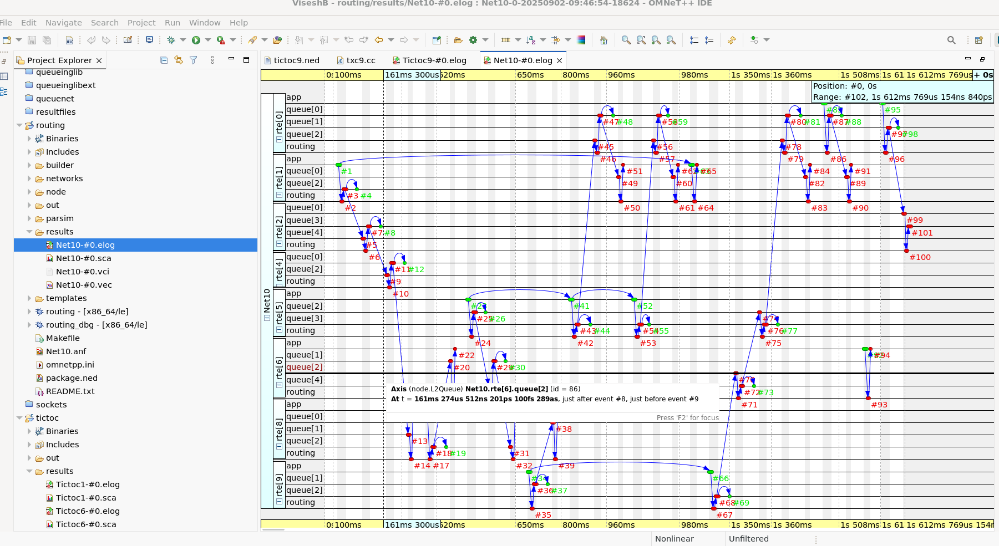 ViseshB - routing/results/Net10-#0.elog : Net10-0-20250902-09:46:54-18624 - OMNeT++ IDE
File Edit Navigate Search Project Run Window Help
Project Explorer
queueinglib
queueinglibext
queuenet
resultfiles
routing
Binaries
Includes
builder
networks
node
out
parsim
results
Net10-#0.elog
Net10-#0.sca
Net10-#0.vci
Net10-#0.vec
templates
routing - [x86_64/le]
routing_dbg - [x86_64/le]
Makefile
Net10.anf
omnetpp.ini
package.ned
README.txt
sockets
tictoc
Binaries
Includes
out
results
Tictoc1-#0.elog
Tictoc1-#0.sca
Tictoc6-#0.elog
Tictoc6-#0.sca
tictoc9.ned txc9.cc Tictoc9-#0.elog Net10-#0.elog
100ms 161ms 300us 620ms 650ms 800ms 960ms 980ms 1s 350ms 1s 360ms 1s 508ms 1s 61 1s 612ms 769us + 0s
Position: #0, 0s
Range: #102, 1s 612ms 769us 154ns 840ps
Net10
rte[0]
app
queue[0] #95
queue[1] #47 #48 #58 #59 #80 #81 #87 #88
queue[2] #97 #98
routing #45 #56 #78
#46 #57 #79 #86 #96
rte[1]
app
queue[0] #1 #51 #62 #65 #84 #91
queue[2] #49 #60 #82 #89
routing #3 #4
#2 #50 #61 #64 #83 #90
rte[2]
queue[0]
queue[3] #99
queue[4] #7 #8 #101
routing #5
#6 #100
rte[4]
queue[0]
queue[2] #11 #12
routing #9
#10
rte[5]
app
queue[2] #41 #52
queue[3] #25 #26 #74
routing #43 #44 #54 #55 #76 #77
#24 #42 #53 #75
rte[6]
app
queue[1] #22 #94
queue[2] #20 #29 #30
queue[4] #70
routing #72 #73
#71 #93
Axis (node.L2Queue) Net10.rte[6].queue[2] (id = 86)
At t = 161ms 274us 512ns 201ps 100fs 289as, just after event #8, just before event #9
Press 'F2' for focus
rte[8]
app
queue[0]
queue[1] #38
queue[2] #13
routing #18 #19 #31
#14 #17 #32 #39
rte[9]
app
queue[1] #34 #66
queue[2] #36 #37
routing #68 #69
#35 #67
100ms 161ms 300us 620ms 650ms 800ms 960ms 980ms 1s 350ms 1s 360ms 1s 508ms 1s 61 1s 612ms 769us
Nonlinear Unfiltered